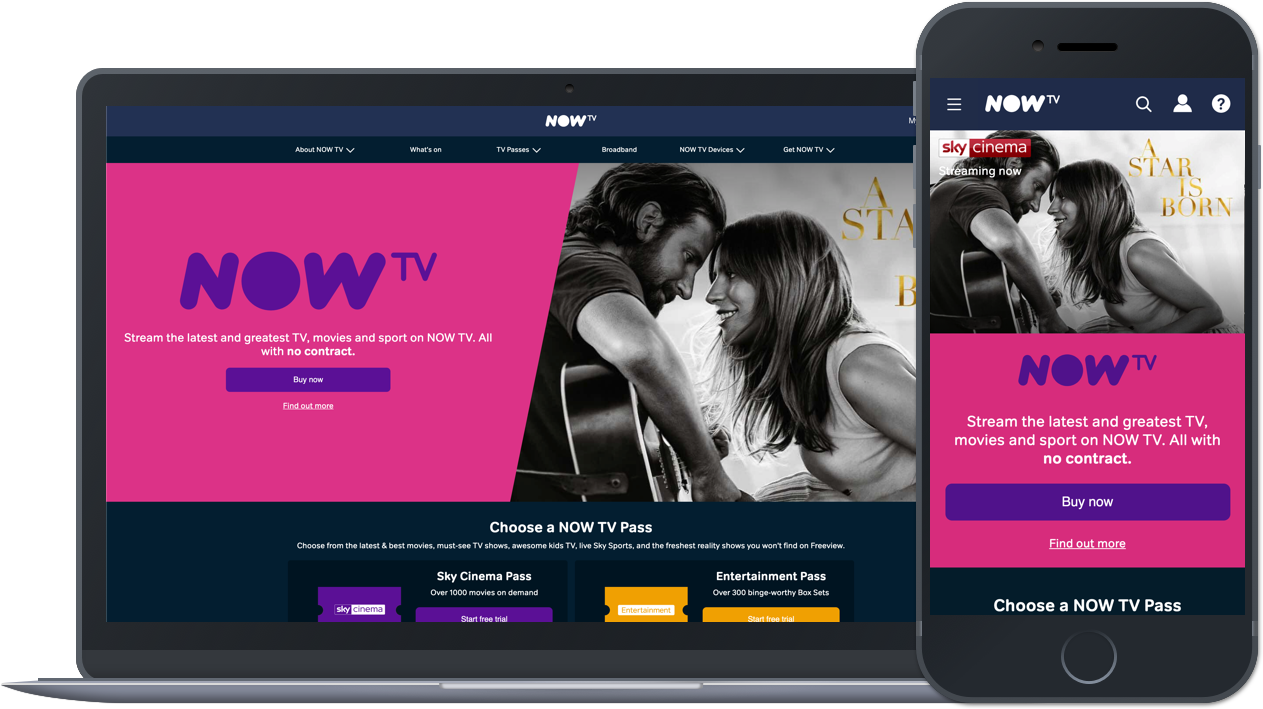 NOW TV
M
About NOW TV
What's on
TV Passes
Broadband
NOW TV Devices
Get NOW TV
NOW TV
Stream the latest and greatest TV, movies and sport on NOW TV. All
with no contract.
Buy now
Find out more
A
STA
B
Choose a NOW TV Pass
Choose from the latest & best movies, must-see TV shows, awesome kids TV, live Sky Sports, and the freshest reality shows you won't find on Freeview.
sky cinema
Sky Cinema Pass
Over 1000 movies on demand
Start free trial
Entertainment
Entertainment Pass
Over 300 binge-worthy Box Sets
Start free trial
NOW TV
?
sky cinema
Streaming now
A
STAR
IS
BORN
NOW TV
Stream the latest and greatest TV,
movies and sport on NOW TV. All with
no contract.
Buy now
Find out more
Choose a NOW TV Pass